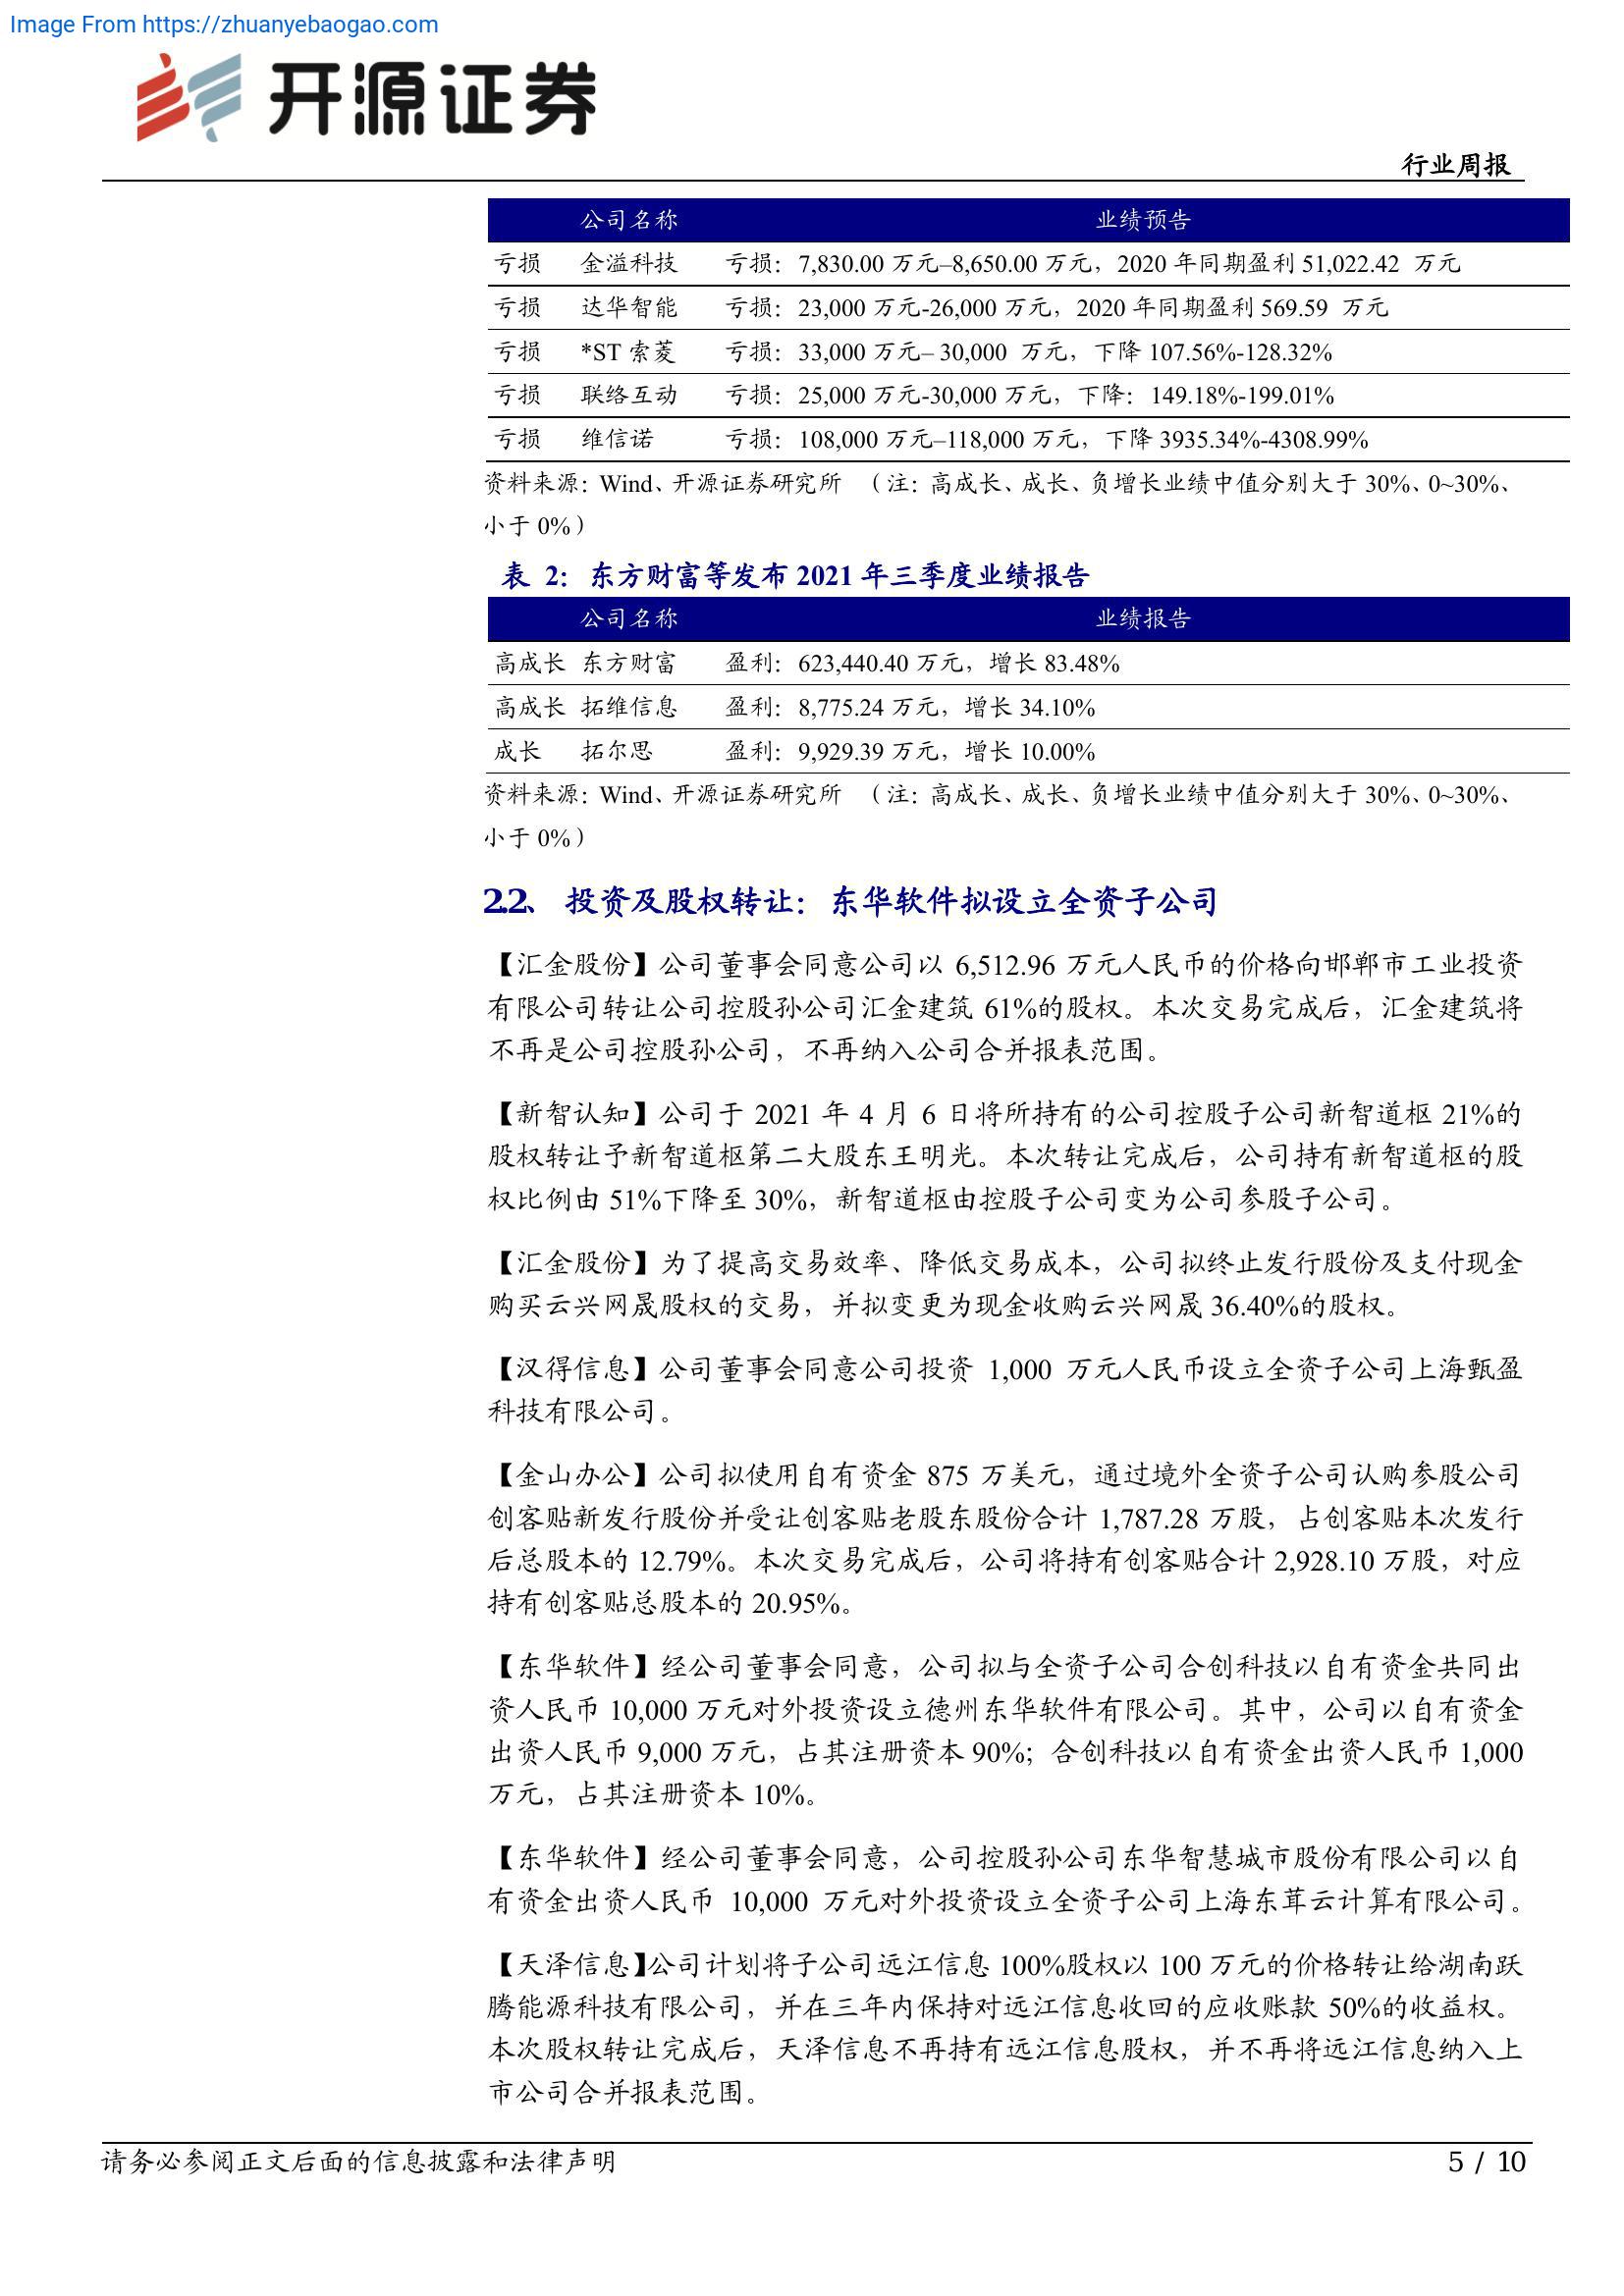 Image From https://zhuanyebaogao.com
开源证券
行业周报
公司名称 业绩预告
亏损 金溢科技 亏损：7,830.00 万元–8,650.00 万元，2020 年同期盈利 51,022.42 万元
亏损 达华智能 亏损：23,000 万元-26,000 万元，2020 年同期盈利 569.59 万元
亏损 *ST 索菱 亏损：33,000 万元– 30,000 万元，下降 107.56%-128.32%
亏损 联络互动 亏损：25,000 万元-30,000 万元，下降：149.18%-199.01%
亏损 维信诺 亏损：108,000 万元–118,000 万元，下降 3935.34%-4308.99%
资料来源：Wind、开源证券研究所 （注：高成长、成长、负增长业绩中值分别大于 30%、0~30%、
小于 0%）
表 2：东方财富等发布 2021 年三季度业绩报告
公司名称 业绩报告
高成长 东方财富 盈利：623,440.40 万元，增长 83.48%
高成长 拓维信息 盈利：8,775.24 万元，增长 34.10%
成长 拓尔思 盈利：9,929.39 万元，增长 10.00%
资料来源：Wind、开源证券研究所 （注：高成长、成长、负增长业绩中值分别大于 30%、0~30%、
小于 0%）
2.2、 投资及股权转让：东华软件拟设立全资子公司
【汇金股份】公司董事会同意公司以 6,512.96 万元人民币的价格向邯郸市工业投资
有限公司转让公司控股孙公司汇金建筑 61%的股权。本次交易完成后，汇金建筑将
不再是公司控股孙公司，不再纳入公司合并报表范围。
【新智认知】公司于 2021 年 4 月 6 日将所持有的公司控股子公司新智道枢 21%的
股权转让予新智道枢第二大股东王明光。本次转让完成后，公司持有新智道枢的股
权比例由 51%下降至 30%，新智道枢由控股子公司变为公司参股子公司。
【汇金股份】为了提高交易效率、降低交易成本，公司拟终止发行股份及支付现金
购买云兴网晟股权的交易，并拟变更为现金收购云兴网晟 36.40%的股权。
【汉得信息】公司董事会同意公司投资 1,000 万元人民币设立全资子公司上海甄盈
科技有限公司。
【金山办公】公司拟使用自有资金 875 万美元，通过境外全资子公司认购参股公司
创客贴新发行股份并受让创客贴老股东股份合计 1,787.28 万股，占创客贴本次发行
后总股本的 12.79%。本次交易完成后，公司将持有创客贴合计 2,928.10 万股，对应
持有创客贴总股本的 20.95%。
【东华软件】经公司董事会同意，公司拟与全资子公司合创科技以自有资金共同出
资人民币 10,000 万元对外投资设立德州东华软件有限公司。其中，公司以自有资金
出资人民币 9,000 万元，占其注册资本 90%；合创科技以自有资金出资人民币 1,000
万元，占其注册资本 10%。
【东华软件】经公司董事会同意，公司控股孙公司东华智慧城市股份有限公司以自
有资金出资人民币 10,000 万元对外投资设立全资子公司上海东茸云计算有限公司。
【天泽信息】公司计划将子公司远江信息 100%股权以 100 万元的价格转让给湖南跃
腾能源科技有限公司，并在三年内保持对远江信息收回的应收账款 50%的收益权。
本次股权转让完成后，天泽信息不再持有远江信息股权，并不再将远江信息纳入上
市公司合并报表范围。
请务必参阅正文后面的信息披露和法律声明 5 / 10